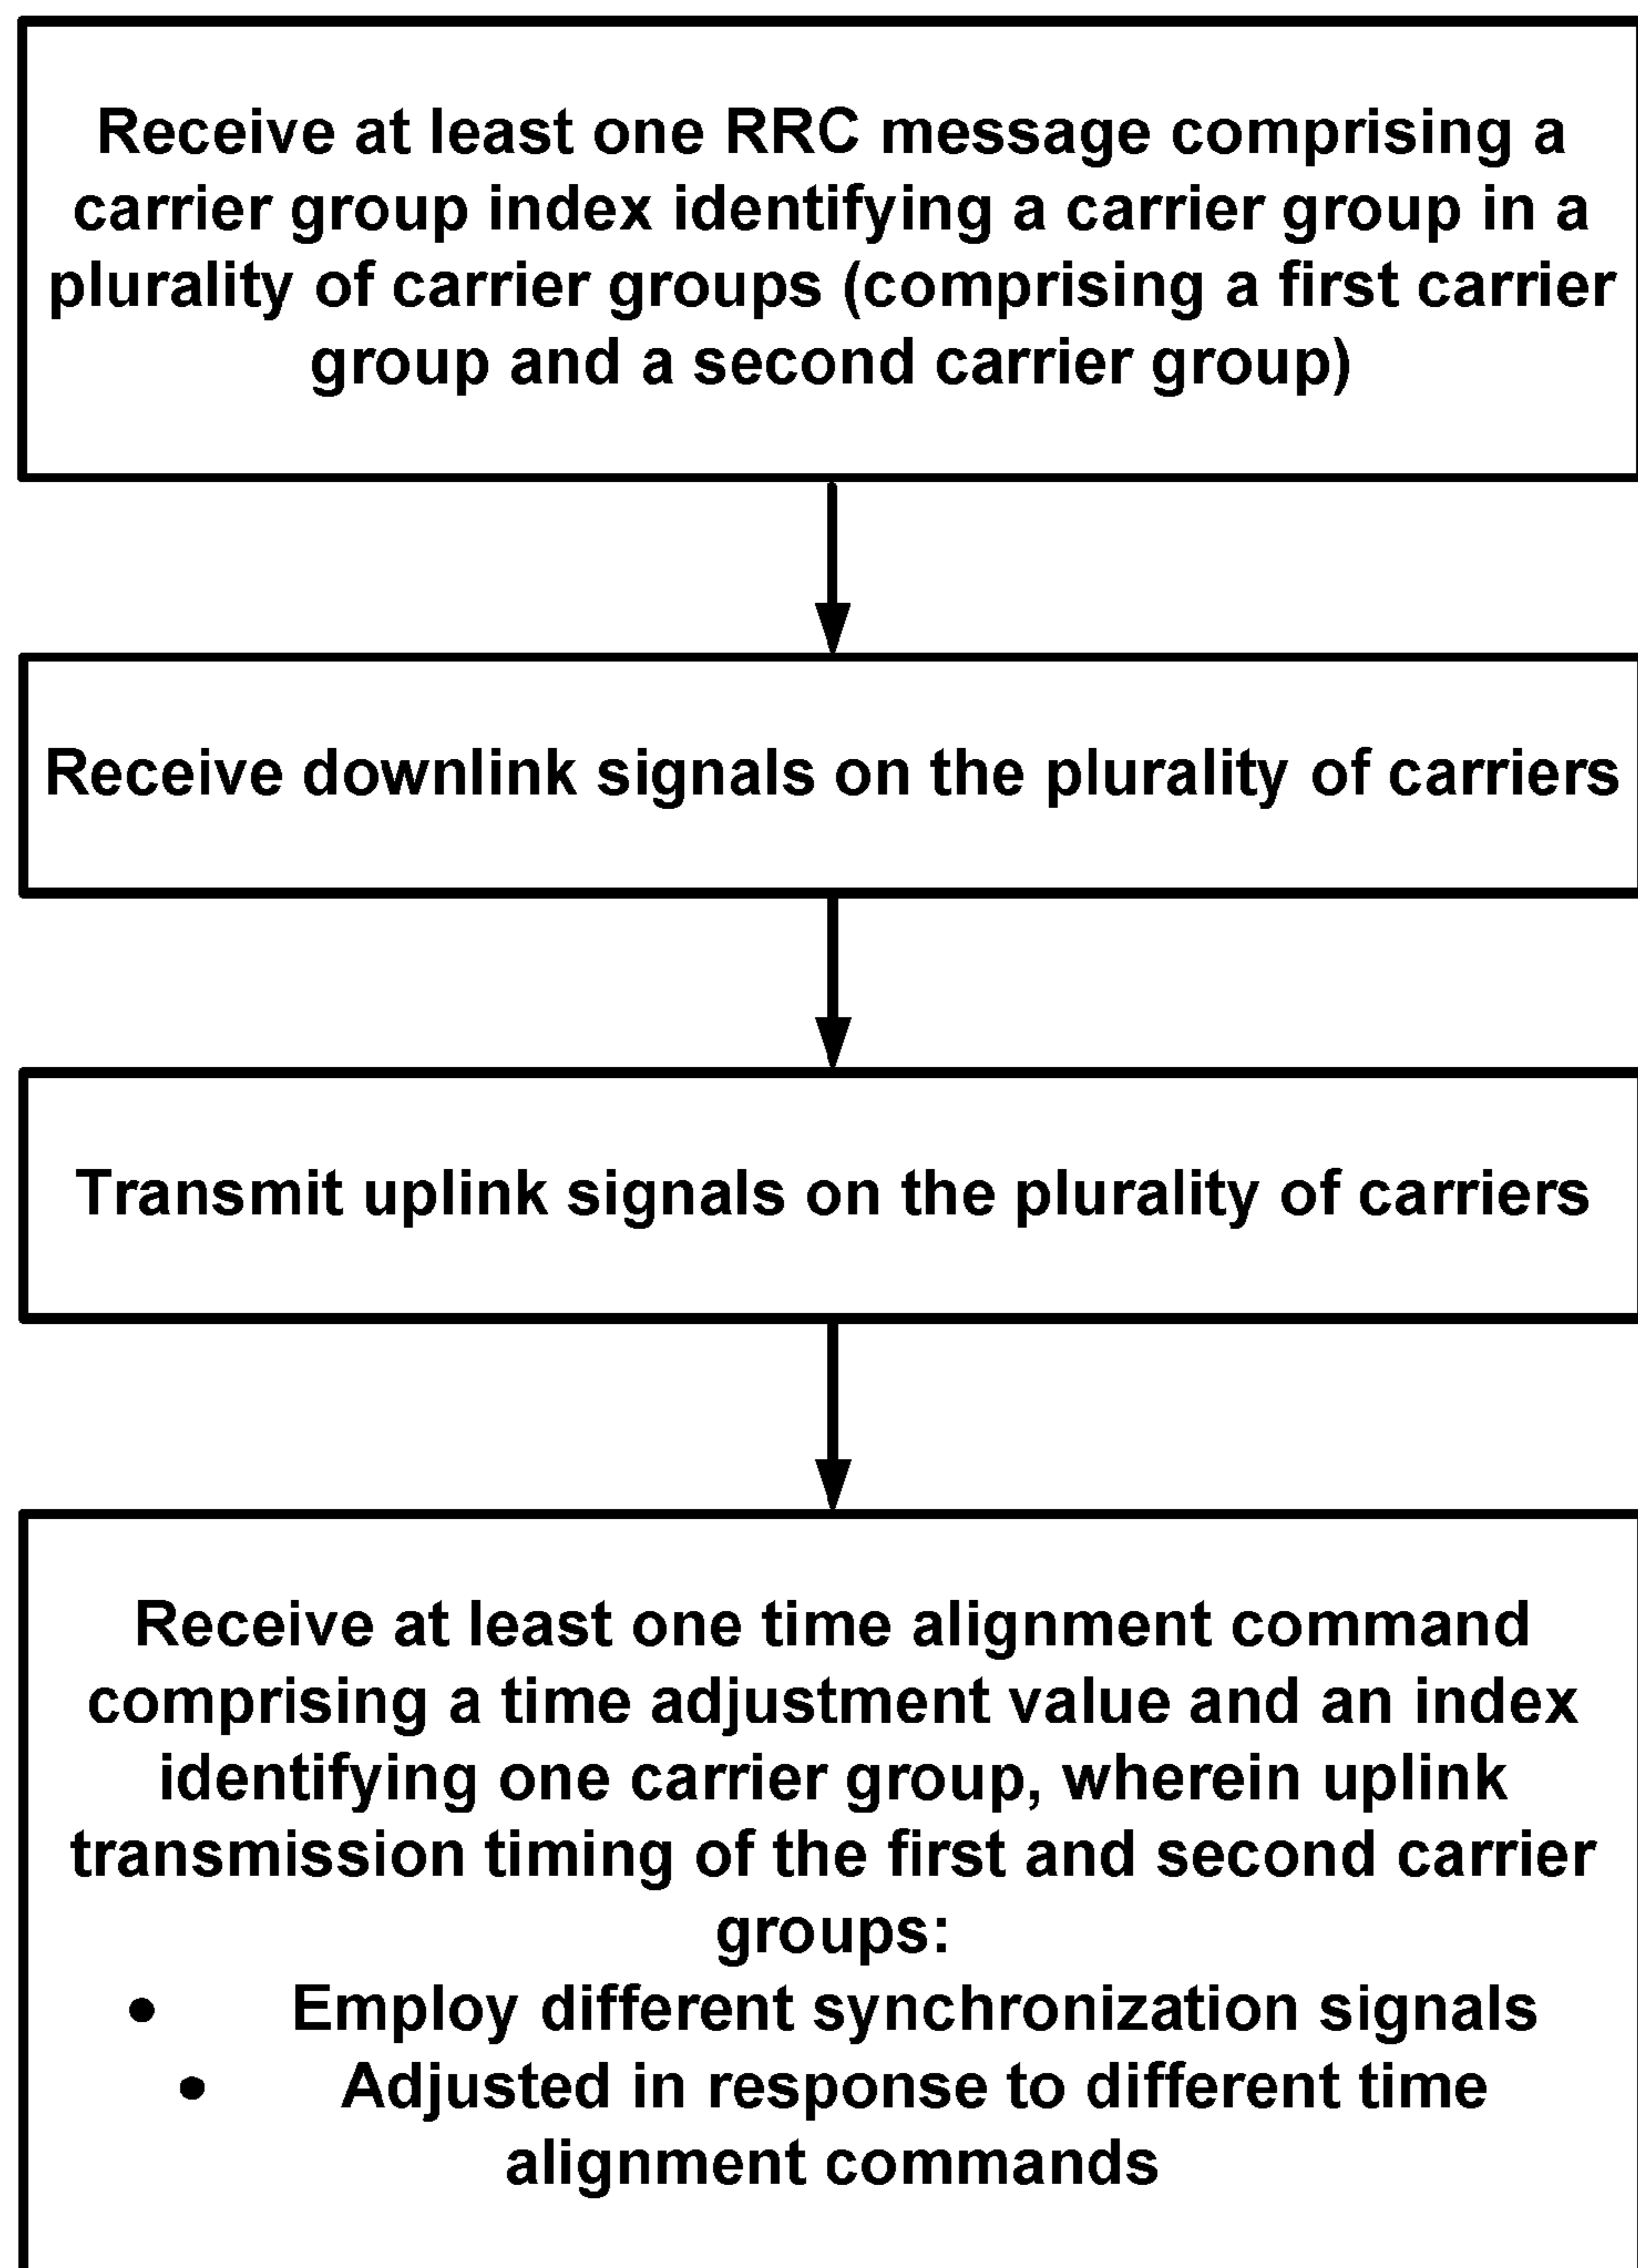 Receive at least one RRC message comprising a
carrier group index identifying a carrier group in a
plurality of carrier groups (comprising a first carrier
group and a second carrier group)
Receive downlink signals on the plurality of carriers
Transmit uplink signals on the plurality of carriers
Receive at least one time alignment command
comprising a time adjustment value and an index
identifying one carrier group, wherein uplink
transmission timing of the first and second carrier
groups:
• Employ different synchronization signals
• Adjusted in response to different time
alignment commands